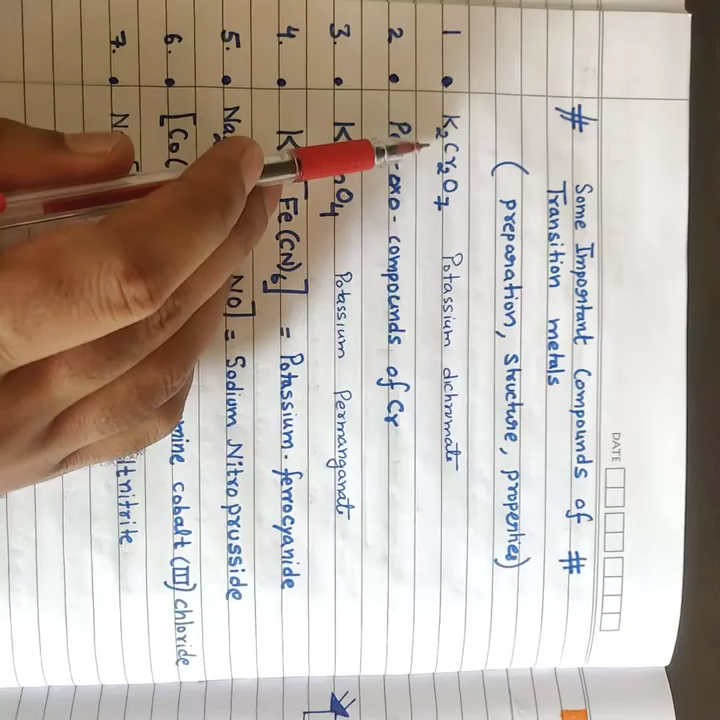 DATE
# Some Important Compounds of #
Transition metals
( preparation, structure, properties)
1 • K2Cr2O7 Potassium dichromate
2 • -oxo-compounds of Cr
3. • K O4 Potassium Permanganate
4. • K Fe(CN)6] = Potassium-ferrocyanide
5. • Na NO] = Sodium Nitroprusside
6. • [Co( mine cobalt (III) chloride
7. • N